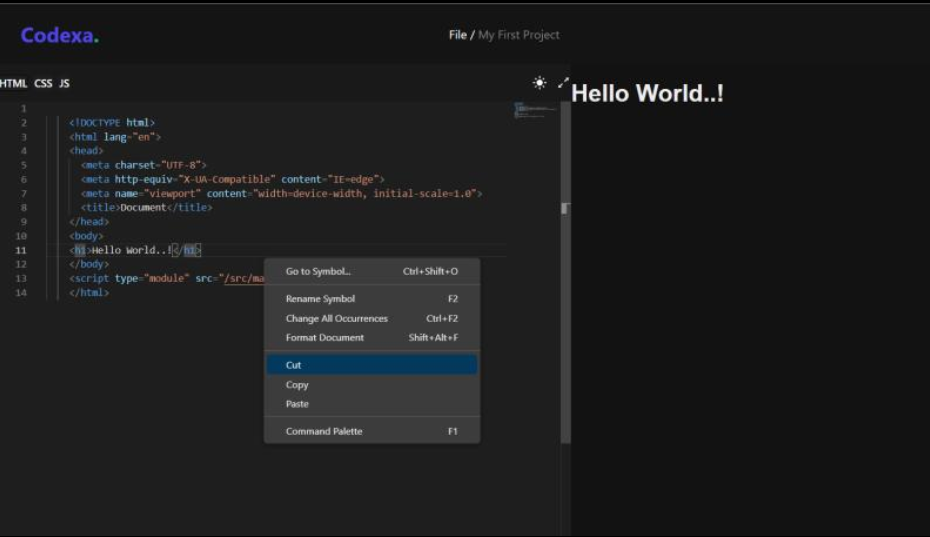 Codexa.
File / My First Project
HTML CSS JS
Hello World..!
1
2 <!DOCTYPE html>
3 <html lang="en">
4 <head>
5 <meta charset="UTF-8">
6 <meta http-equiv="X-UA-Compatible" content="IE=edge">
7 <meta name="viewport" content="width=device-width, initial-scale=1.0">
8 <title>Document</title>
9 </head>
10 <body>
11 <h1>Hello World..!</h1>
12 </body>
13 <script type="module" src="/src/ma
14 </html>
Go to Symbol... Ctrl+Shift+O
Rename Symbol F2
Change All Occurrences Ctrl+F2
Format Document Shift+Alt+F
Cut
Copy
Paste
Command Palette F1